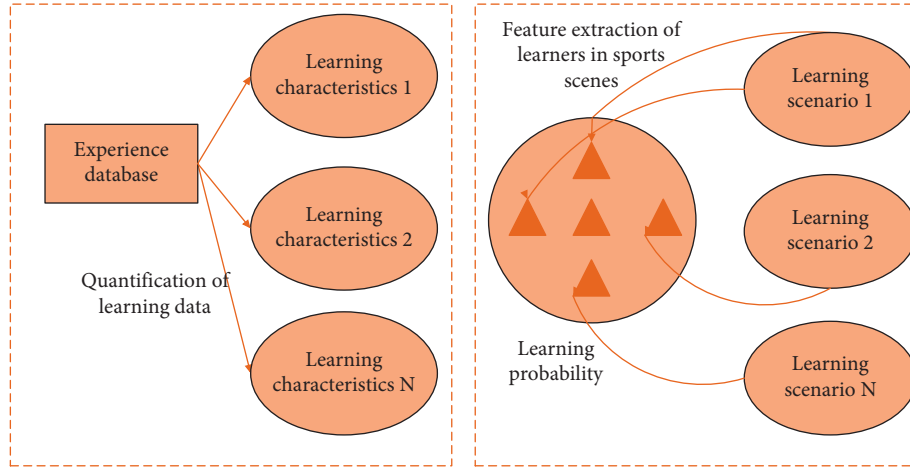 Learning
characteristics 1
Experience
database
Learning
characteristics 2
Quantification of
learning data
Learning
characteristics N
Feature extraction of
learners in sports
scenes
Learning
scenario 1
Learning
scenario 2
Learning
probability
Learning
scenario N